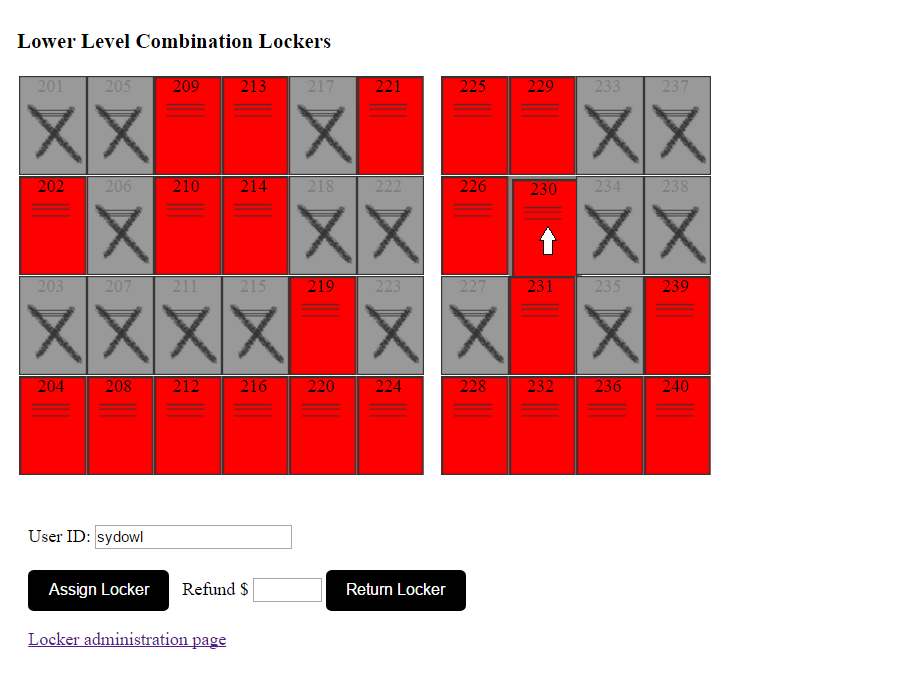 Lower Level Combination Lockers
201 205 209 213 217 221 225 229 233 237
202 206 210 214 218 222 226 230 234 238
203 207 211 215 219 223 227 231 235 239
204 208 212 216 220 224 228 232 236 240
User ID: sydowl
Assign Locker Refund $ Return Locker
Locker administration page